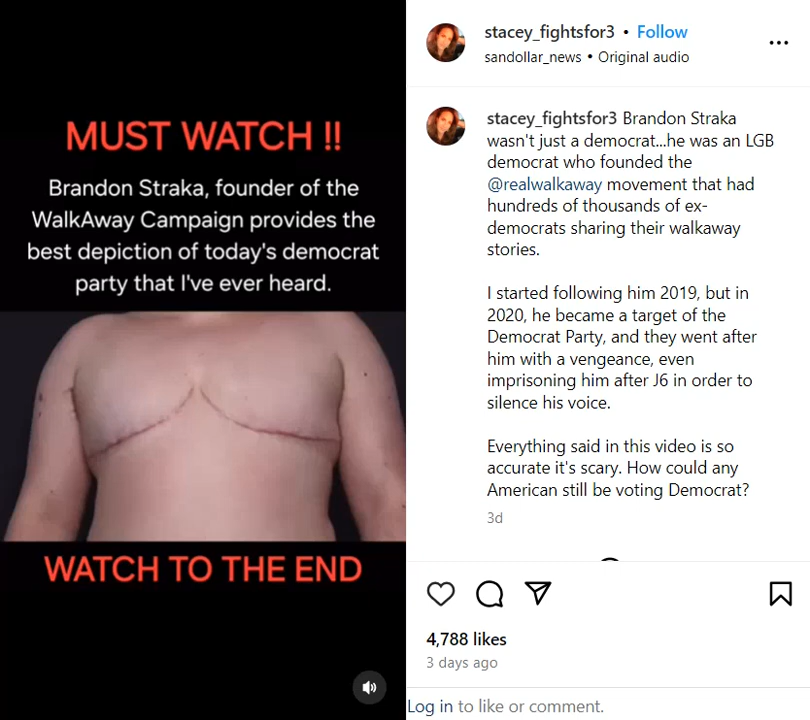 MUST WATCH !!
Brandon Straka, founder of the
WalkAway Campaign provides the
best depiction of today's democrat
party that I've ever heard.
WATCH TO THE END
stacey_fightsfor3 • Follow
sandollar_news • Original audio
stacey_fightsfor3 Brandon Straka
wasn't just a democrat...he was an LGB
democrat who founded the
@realwalkaway movement that had
hundreds of thousands of ex-
democrats sharing their walkaway
stories.
I started following him 2019, but in
2020, he became a target of the
Democrat Party, and they went after
him with a vengeance, even
imprisoning him after J6 in order to
silence his voice.
Everything said in this video is so
accurate it's scary. How could any
American still be voting Democrat?
3d
4,788 likes
3 days ago
Log in to like or comment.